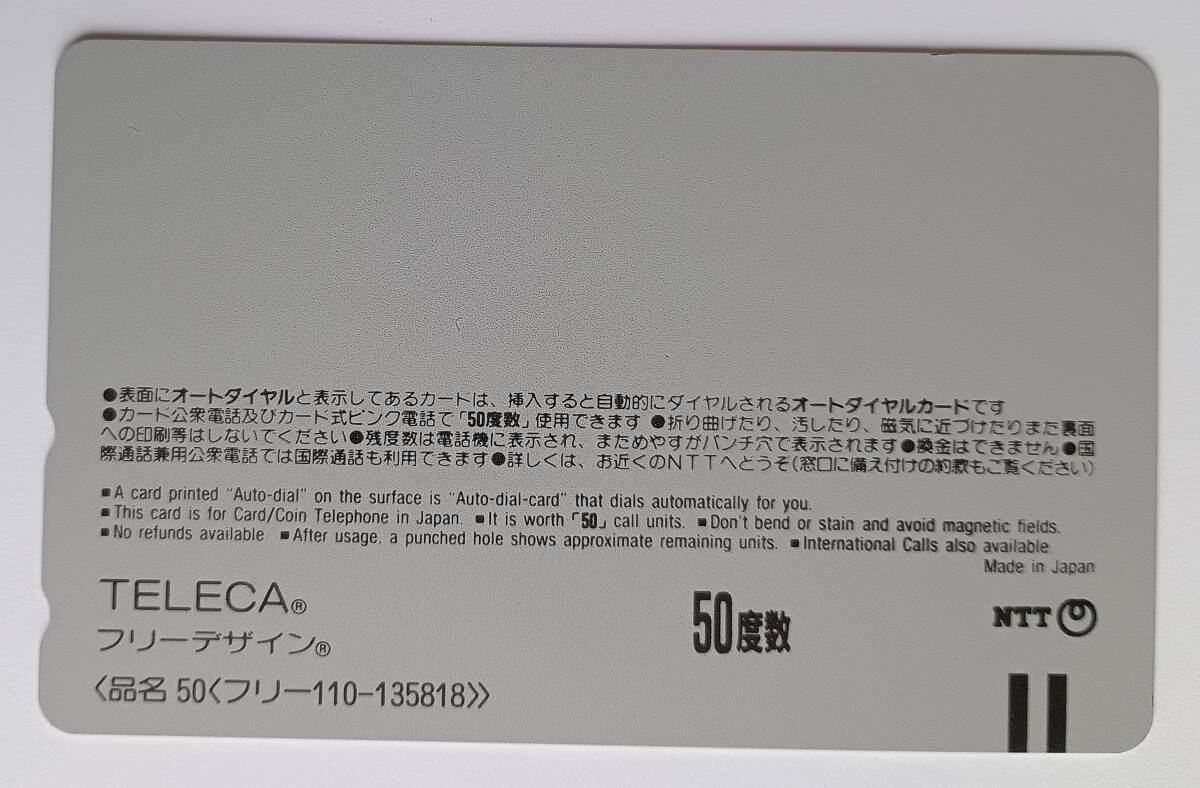 ●表面にオートダイヤルと表示してあるカードは、挿入すると自動的にダイヤルされるオートダイヤルカードです
●カード公衆電話及びカード式ピンク電話で「50度数」使用できます ●折り曲げたり、汚したり、磁気に近づけたりまた裏面
への印刷等はしないでください●残度数は電話機に表示され、まためやすがパンチ穴で表示されます●換金はできません●国
際通話兼用公衆電話では国際通話も利用できます●詳しくは、お近くのNTTへどうぞ(窓口に備え付けの約款もご覧ください)
■A card printed “Auto-dial” on the surface is “Auto-dial-card” that dials automatically for you.
■This card is for Card/Coin Telephone in Japan. ■It is worth「50」call units. ■Don't bend or stain and avoid magnetic fields.
■No refunds available ■After usage, a punched hole shows approximate remaining units. ■International Calls also available.
Made in Japan
TELECA®
フリーデザイン®
50度数
NTT
〈品名 50〈フリー110-135818》〉